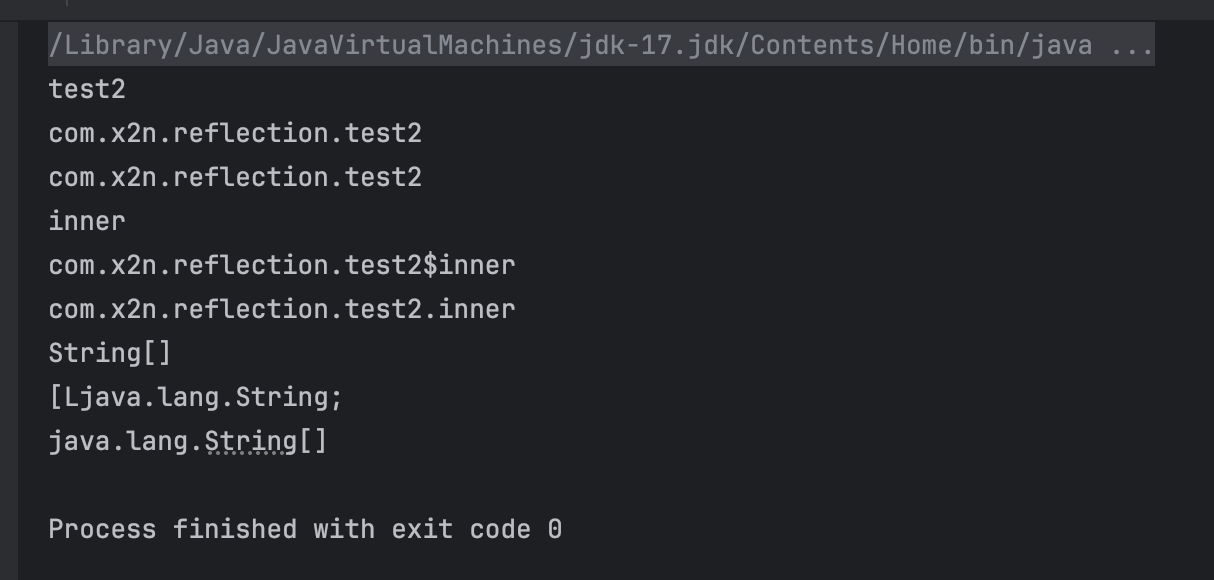 /Library/Java/JavaVirtualMachines/jdk-17.jdk/Contents/Home/bin/java ...
test2
com.x2n.reflection.test2
com.x2n.reflection.test2
inner
com.x2n.reflection.test2$inner
com.x2n.reflection.test2.inner
String[]
[Ljava.lang.String;
java.lang.String[]
Process finished with exit code 0